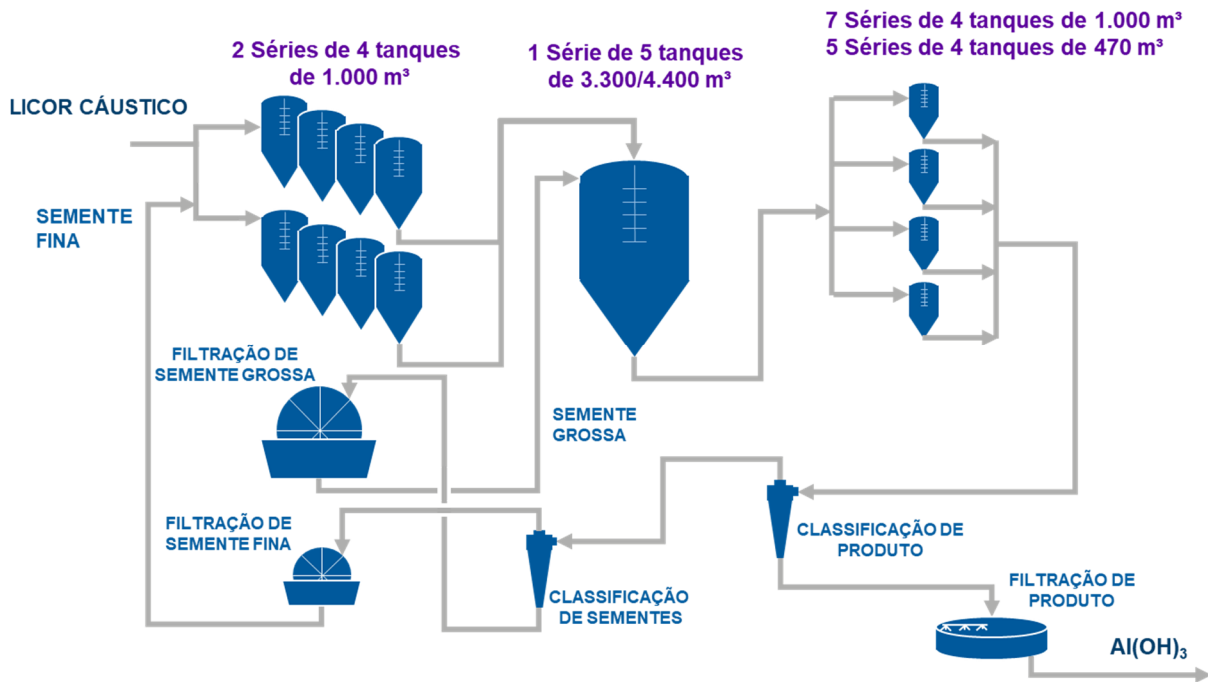 2 Séries de 4 tanques
de 1.000 m³
1 Série de 5 tanques
de 3.300/4.400 m³
7 Séries de 4 tanques de 1.000 m³
5 Séries de 4 tanques de 470 m³
LICOR CÁUSTICO
SEMENTE
FINA
FILTRAÇÃO DE
SEMENTE GROSSA
SEMENTE
GROSSA
FILTRAÇÃO DE
SEMENTE FINA
CLASSIFICAÇÃO DE
PRODUTO
CLASSIFICAÇÃO
DE SEMENTES
FILTRAÇÃO DE
PRODUTO
Al(OH)₃